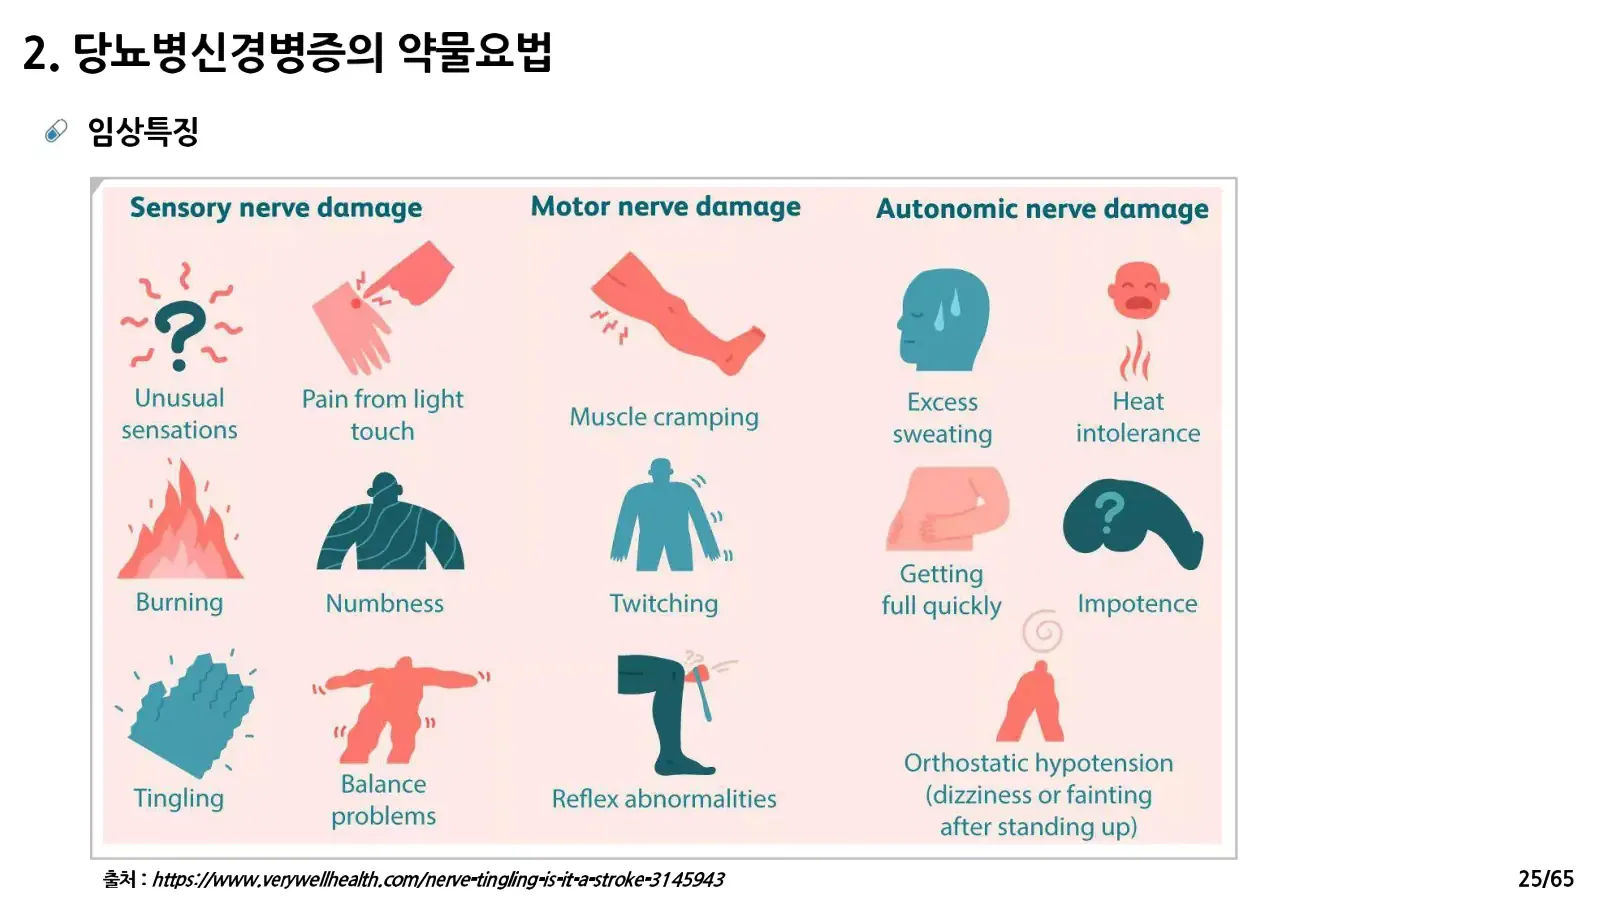 2. 당뇨병신경병증의 약물요법
임상특징
Sensory nerve damage
Unusual
sensations
Pain from light
touch
Burning
Numbness
Tingling
Balance
problems
Motor nerve damage
Muscle cramping
Twitching
??
Reflex abnormalities
Autonomic nerve damage
Excess
sweating
Heat
intolerance
Getting
full quickly
?
Impotence
Orthostatic hypotension
(dizziness or fainting
after standing up)
출처 : https://www.verywellhealth.com/nerve-tingling-is-it-a-stroke-3145943
25/65